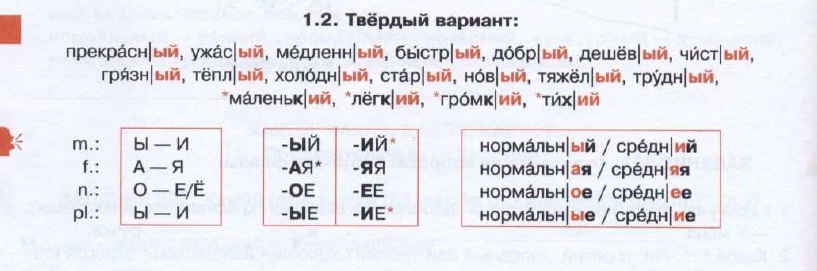 1.2. Твёрдый вариант:
прекра́сн|ый, ужа́с|ый, ме́дленн|ый, бы́стр|ый, до́бр|ый, дешёв|ый, чи́ст|ый,
гря́зн|ый, тёпл|ый, холо́дн|ый, ста́р|ый, но́в|ый, тяжёл|ый, тру́дн|ый,
*ма́леньк|ий, *лёгк|ий, *гро́мк|ий, *ти́х|ий
m.: Ы — И -ЫЙ -ИЙ* норма́льн|ый / сре́дн|ий
f.: А — Я -АЯ* -ЯЯ норма́льн|ая / сре́дн|яя
n.: О — Е/Ё -ОЕ -ЕЕ норма́льн|ое / сре́дн|ее
pl.: Ы — И -ЫЕ -ИЕ* норма́льн|ые / сре́дн|ие